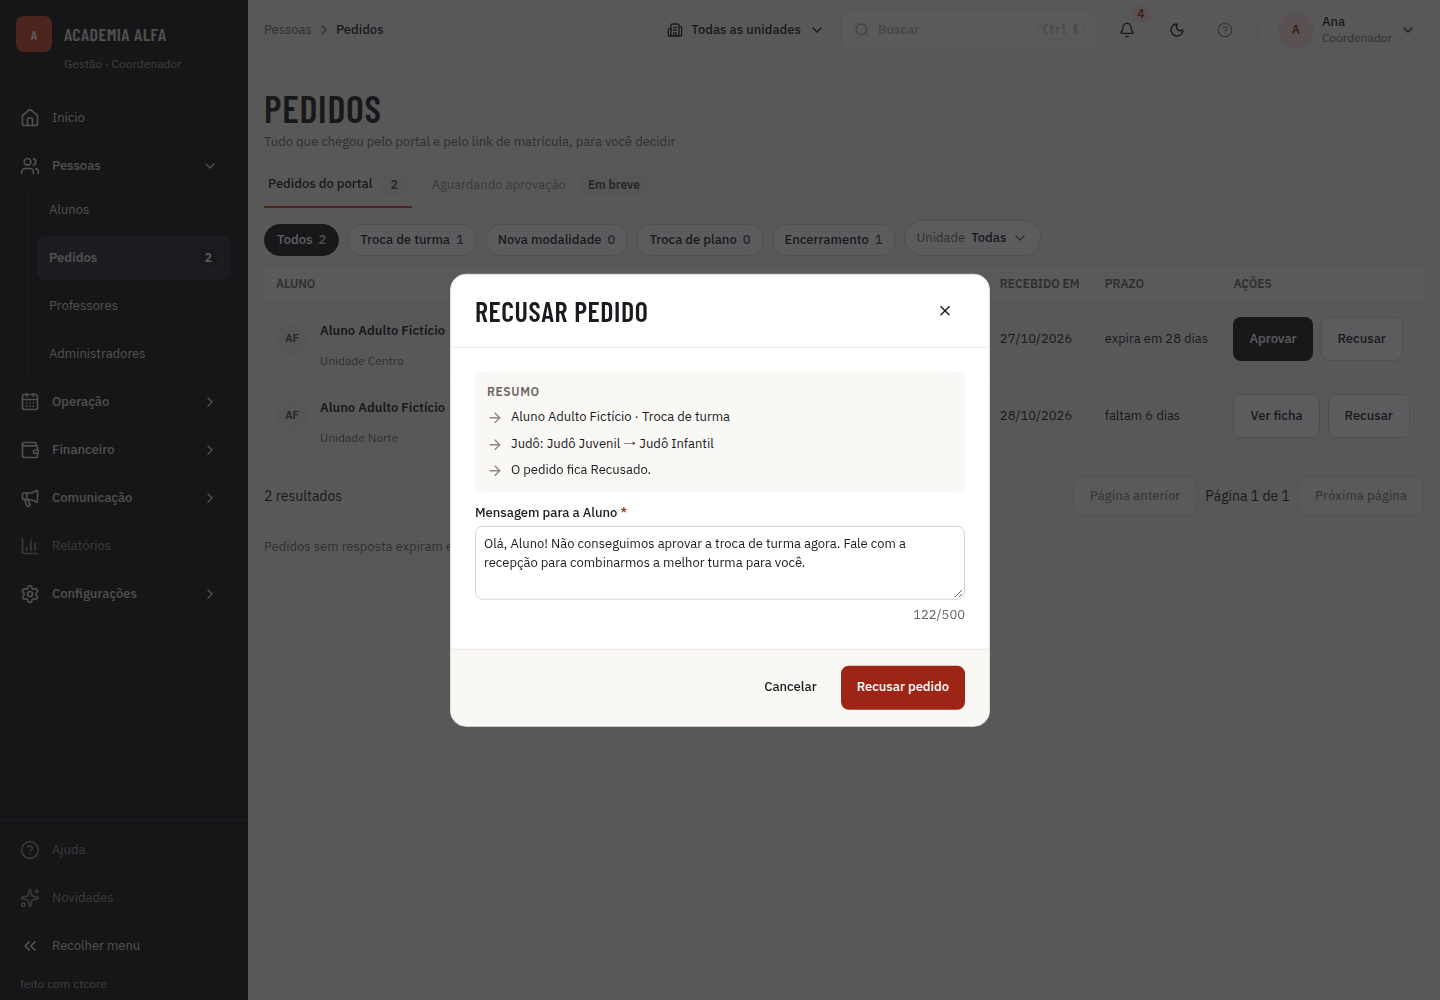 A
ACADEMIA ALFA
Gestão · Coordenador
Início
Pessoas
Alunos
Pedidos 2
Professores
Administradores
Operação
Financeiro
Comunicação
Relatórios
Configurações
Ajuda
Novidades
Recolher menu
feito com ctcore
Pessoas > Pedidos
Todas as unidades
Buscar
Ctrl K
4
A
Ana
Coordenador
PEDIDOS
Tudo que chegou pelo portal e pelo link de matrícula, para você decidir
Pedidos do portal 2
Aguardando aprovação Em breve
Todos 2
Troca de turma 1
Nova modalidade 0
Troca de plano 0
Encerramento 1
Unidade Todas
ALUNO
RECEBIDO EM
PRAZO
AÇÕES
AF
Aluno Adulto Fictício
Unidade Centro
27/10/2026
expira em 28 dias
Aprovar
Recusar
AF
Aluno Adulto Fictício
Unidade Norte
28/10/2026
faltam 6 dias
Ver ficha
Recusar
2 resultados
Página anterior
Página 1 de 1
Próxima página
Pedidos sem resposta expiram
RECUSAR PEDIDO
RESUMO
→ Aluno Adulto Fictício · Troca de turma
→ Judô: Judô Juvenil → Judô Infantil
→ O pedido fica Recusado.
Mensagem para a Aluno *
Olá, Aluno! Não conseguimos aprovar a troca de turma agora. Fale com a
recepção para combinarmos a melhor turma para você.
122/500
Cancelar
Recusar pedido